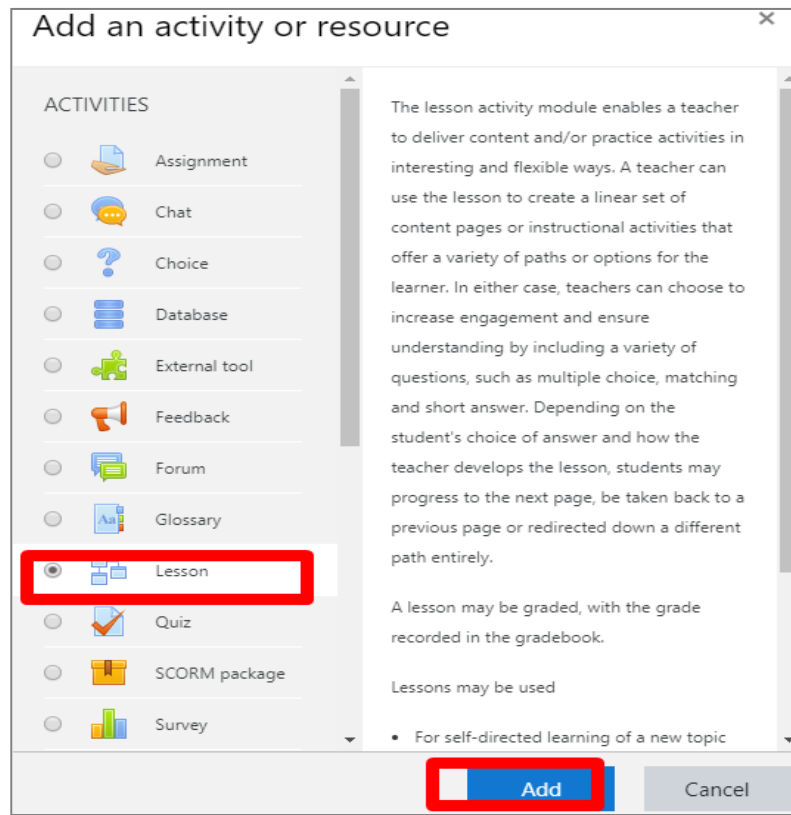 Add an activity or resource
×
ACTIVITIES
Assignment
Chat
Choice
Database
External tool
Feedback
Forum
Aa
Glossary
Lesson
Quiz
SCORM package
Survey
The lesson activity module enables a teacher
to deliver content and/or practice activities in
interesting and flexible ways. A teacher can
use the lesson to create a linear set of
content pages or instructional activities that
offer a variety of paths or options for the
learner. In either case, teachers can choose to
increase engagement and ensure
understanding by including a variety of
questions, such as multiple choice, matching
and short answer. Depending on the
student's choice of answer and how the
teacher develops the lesson, students may
progress to the next page, be taken back to a
previous page or redirected down a different
path entirely.
A lesson may be graded, with the grade
recorded in the gradebook.
Lessons may be used
• For self-directed learning of a new topic
Add
Cancel